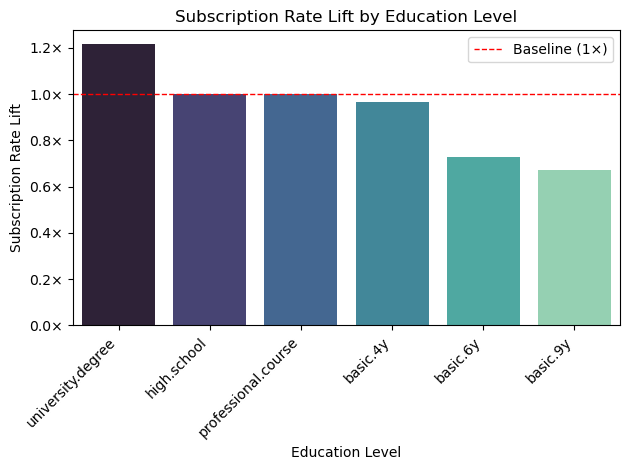 Subscription Rate Lift by Education Level
Baseline (1×)
Subscription Rate Lift
1.2×
1.0×
0.8×
0.6×
0.4×
0.2×
0.0×
university.degree
high.school
professional.course
basic.4y
basic.6y
basic.9y
Education Level